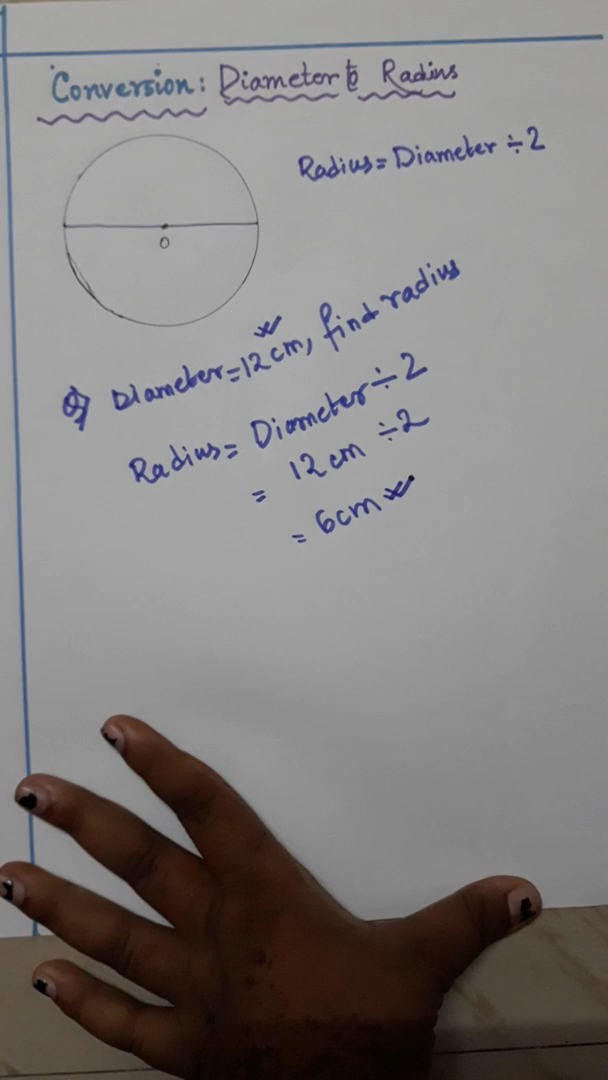 Conversion: Diameter to Radius
Radius = Diameter ÷ 2
O
Q) Diameter = 12 cm, find radius
Radius = Diameter ÷ 2
= 12 cm ÷ 2
= 6 cm